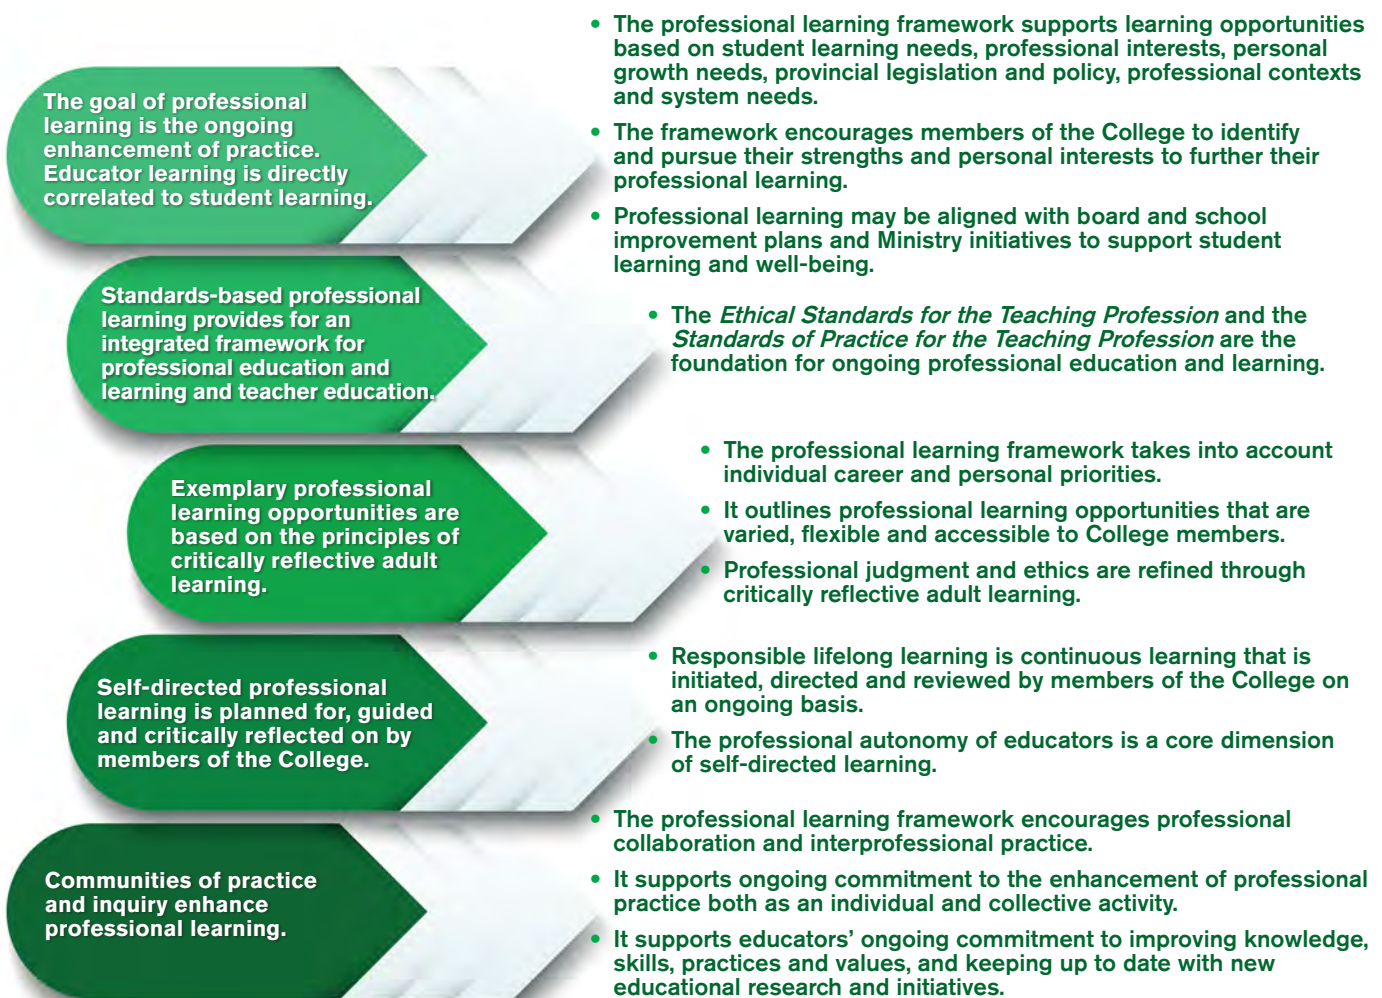 The goal of professional
learning is the ongoing
enhancement of practice.
Educator learning is directly
correlated to student learning.
• The professional learning framework supports learning opportunities
based on student learning needs, professional interests, personal
growth needs, provincial legislation and policy, professional contexts
and system needs.
• The framework encourages members of the College to identify
and pursue their strengths and personal interests to further their
professional learning.
• Professional learning may be aligned with board and school
improvement plans and Ministry initiatives to support student
learning and well-being.
Standards-based professional
learning provides for an
integrated framework for
professional education and
learning and teacher education.
• The Ethical Standards for the Teaching Profession and the
Standards of Practice for the Teaching Profession are the
foundation for ongoing professional education and learning.
Exemplary professional
learning opportunities are
based on the principles of
critically reflective adult
learning.
• The professional learning framework takes into account
individual career and personal priorities.
• It outlines professional learning opportunities that are
varied, flexible and accessible to College members.
• Professional judgment and ethics are refined through
critically reflective adult learning.
Self-directed professional
learning is planned for, guided
and critically reflected on by
members of the College.
• Responsible lifelong learning is continuous learning that is
initiated, directed and reviewed by members of the College on
an ongoing basis.
• The professional autonomy of educators is a core dimension
of self-directed learning.
Communities of practice
and inquiry enhance
professional learning.
• The professional learning framework encourages professional
collaboration and interprofessional practice.
• It supports ongoing commitment to the enhancement of professional
practice both as an individual and collective activity.
• It supports educators’ ongoing commitment to improving knowledge,
skills, practices and values, and keeping up to date with new
educational research and initiatives.